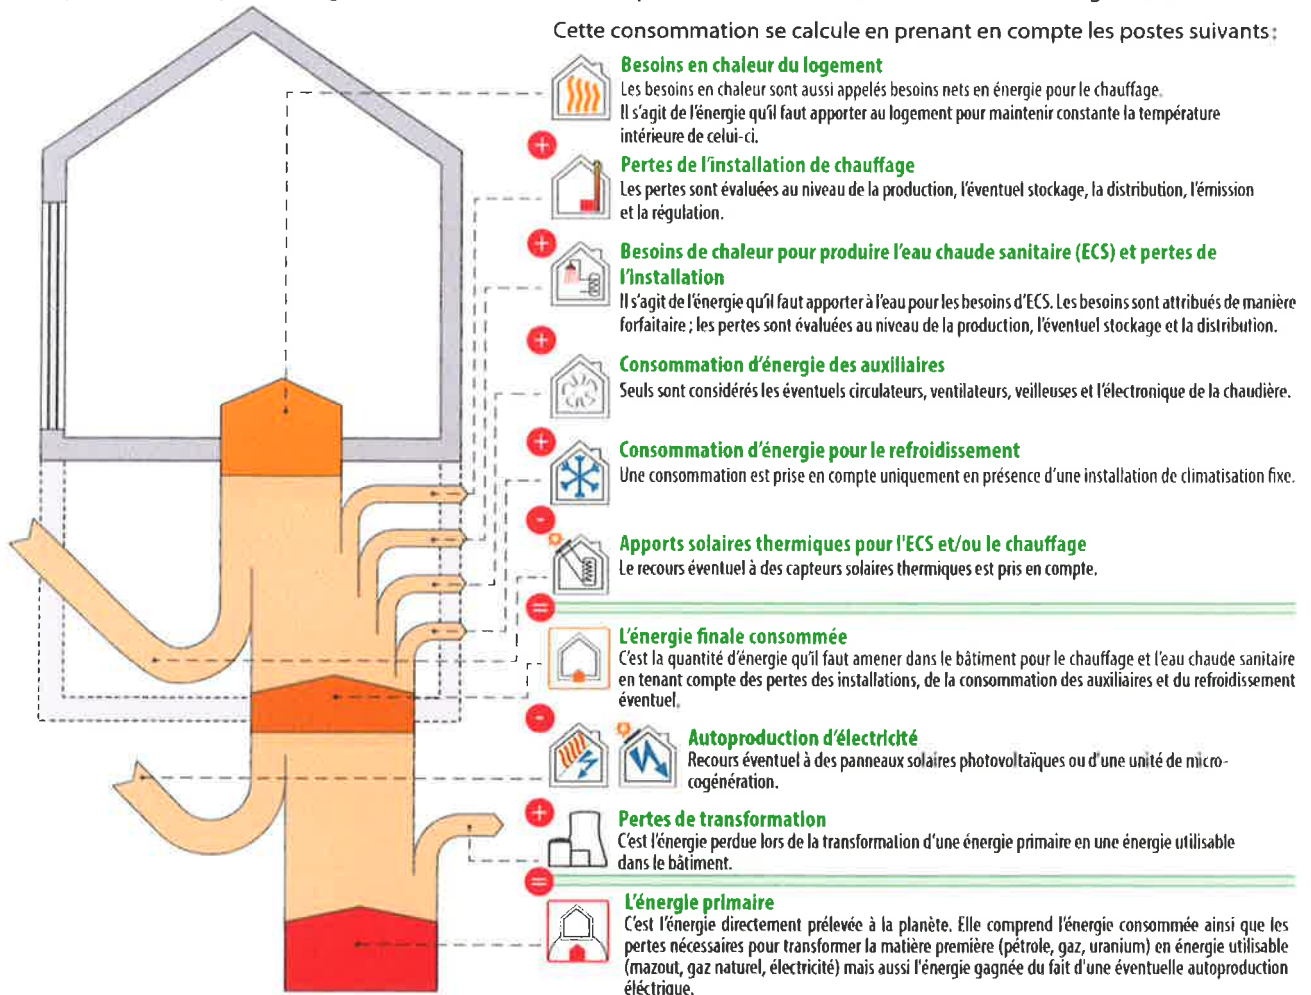 Cette consommation se calcule en prenant en compte les postes suivants :
Besoins en chaleur du logement
Les besoins en chaleur sont aussi appelés besoins nets en énergie pour le chauffage.
Il s'agit de l'énergie qu'il faut apporter au logement pour maintenir constante la température
intérieure de celui-ci.
+
Pertes de l'installation de chauffage
Les pertes sont évaluées au niveau de la production, l'éventuel stockage, la distribution, l'émission
et la régulation.
+
Besoins de chaleur pour produire l'eau chaude sanitaire (ECS) et pertes de
l'installation
Il s'agit de l'énergie qu'il faut apporter à l'eau pour les besoins d'ECS. Les besoins sont attribués de manière
forfaitaire ; les pertes sont évaluées au niveau de la production, l'éventuel stockage et la distribution.
+
Consommation d'énergie des auxiliaires
Seuls sont considérés les éventuels circulateurs, ventilateurs, veilleuses et l'électronique de la chaudière.
+
Consommation d'énergie pour le refroidissement
Une consommation est prise en compte uniquement en présence d'une installation de climatisation fixe.
-
Apports solaires thermiques pour l'ECS et/ou le chauffage
Le recours éventuel à des capteurs solaires thermiques est pris en compte.
=
L'énergie finale consommée
C'est la quantité d'énergie qu'il faut amener dans le bâtiment pour le chauffage et l'eau chaude sanitaire
en tenant compte des pertes des installations, de la consommation des auxiliaires et du refroidissement
éventuel.
-
Autoproduction d'électricité
Recours éventuel à des panneaux solaires photovoltaïques ou d'une unité de micro-
cogénération.
+
Pertes de transformation
C'est l'énergie perdue lors de la transformation d'une énergie primaire en une énergie utilisable
dans le bâtiment.
=
L'énergie primaire
C'est l'énergie directement prélevée à la planète. Elle comprend l'énergie consommée ainsi que les
pertes nécessaires pour transformer la matière première (pétrole, gaz, uranium) en énergie utilisable
(mazout, gaz naturel, électricité) mais aussi l'énergie gagnée du fait d'une éventuelle autoproduction
éléctrique.